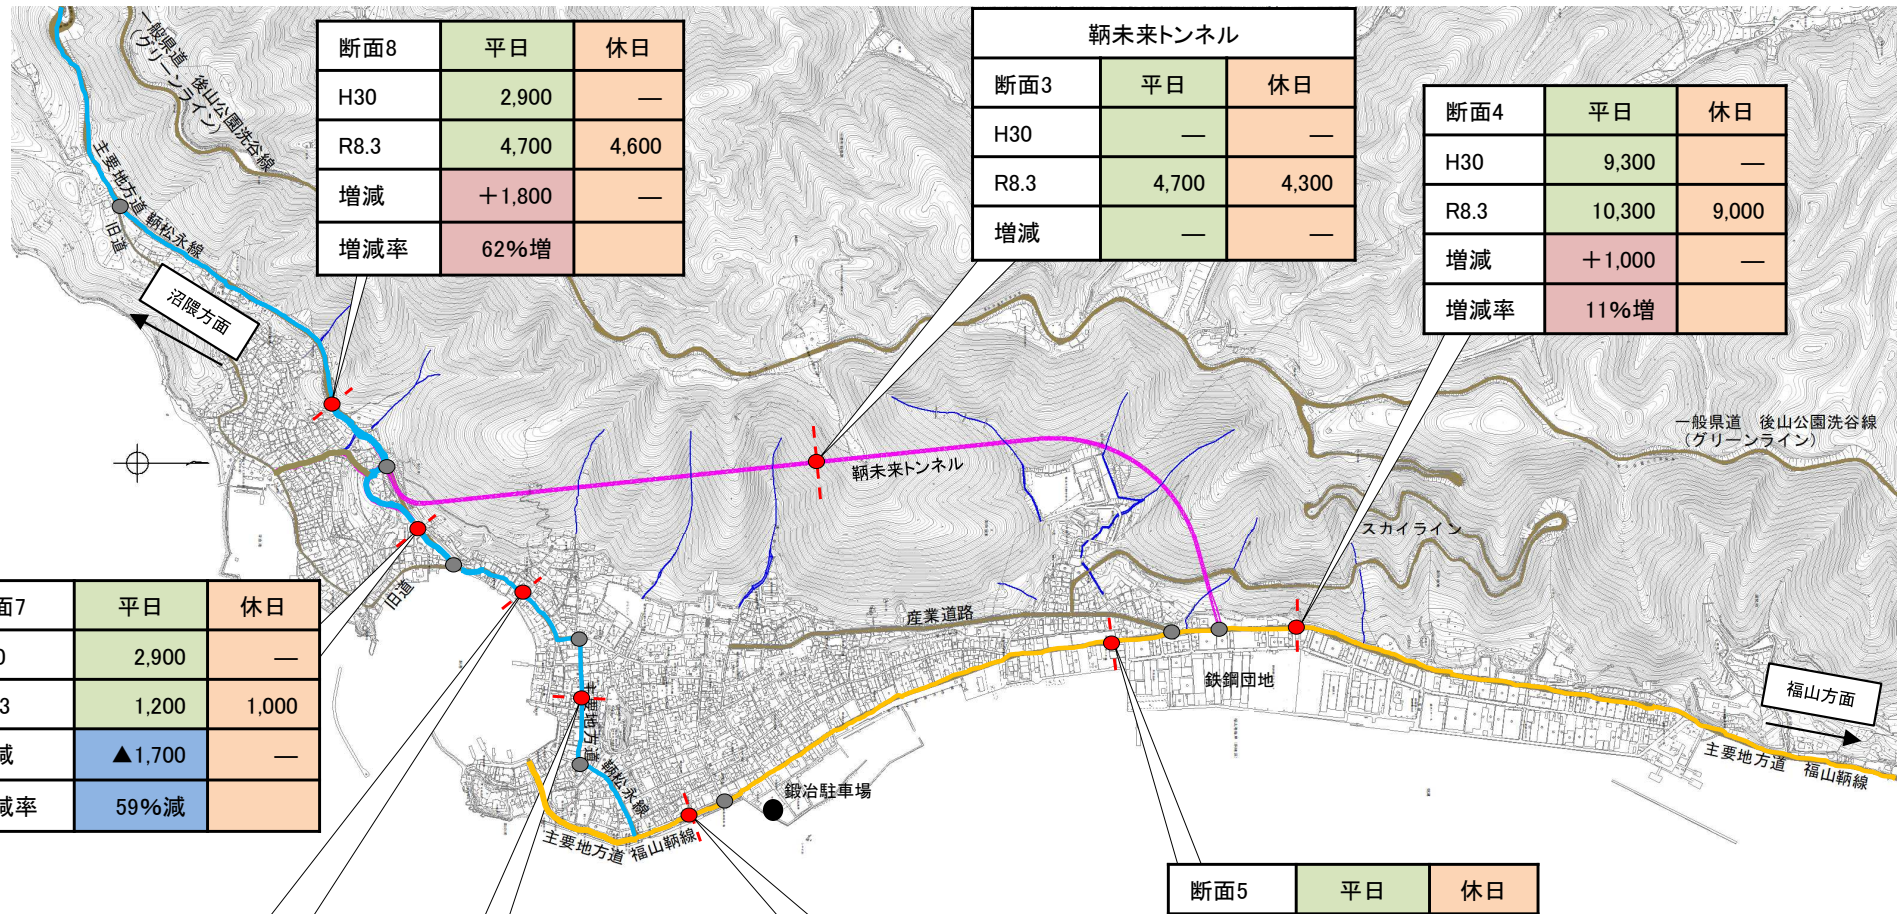 一般県道 後山公園洗谷線
(グリーンライン)
断面8 平日 休日
H30 2,900 —
R8.3 4,700 4,600
増減 +1,800 —
増減率 62%増
鞆未来トンネル
断面3 平日 休日
H30 — —
R8.3 4,700 4,300
増減 — —
断面4 平日 休日
H30 9,300 —
R8.3 10,300 9,000
増減 +1,000 —
増減率 11%増
主要地方道 鞆松永線
旧道
沼隈方面
一般県道 後山公園洗谷線
(グリーンライン)
鞆未来トンネル
スカイライン
面7 平日 休日
0 2,900 —
3 1,200 1,000
減 ▲1,700 —
減率 59%減
旧道
産業道路
鉄鋼団地
福山方面
主要地方道 福山鞆線
主要地方道 鞆松永線
鍛冶駐車場
主要地方道 福山鞆線
断面5 平日 休日